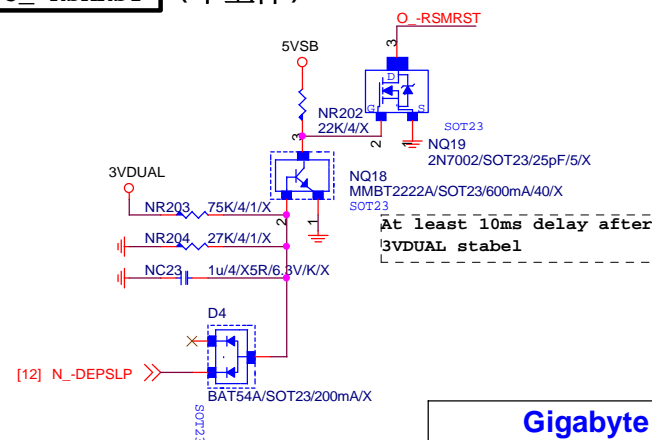 O_-RSMRST
3
5VSB
D
G
S
NR202
22K/4/X
SOT23
3
2
1
NQ19
2N7002/SOT23/25pF/5/X
3VDUAL
NQ18
MMBT2222A/SOT23/600mA/40/X
SOT23
NR203
75K/4/1/X
2
1
At least 10ms delay after
3VDUAL stabel
NR204
27K/4/1/X
NC23
1u/4/X5R/6.3V/K/X
D4
[12] N_-DEPSLP
BAT54A/SOT23/200mA/X
SOT23
Gigabyte